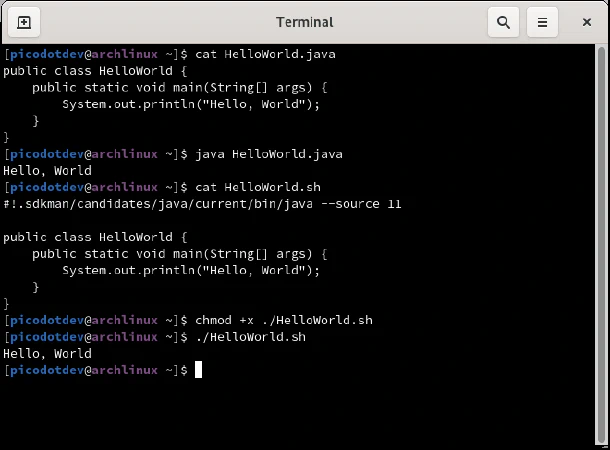 Terminal
[picodotdev@archlinux ~]$ cat HelloWorld.java
public class HelloWorld {
    public static void main(String[] args) {
        System.out.println("Hello, World");
    }
}
[picodotdev@archlinux ~]$ java HelloWorld.java
Hello, World
[picodotdev@archlinux ~]$ cat HelloWorld.sh
#!.sdkman/candidates/java/current/bin/java --source 11

public class HelloWorld {
    public static void main(String[] args) {
        System.out.println("Hello, World");
    }
}
[picodotdev@archlinux ~]$ chmod +x ./HelloWorld.sh
[picodotdev@archlinux ~]$ ./HelloWorld.sh
Hello, World
[picodotdev@archlinux ~]$